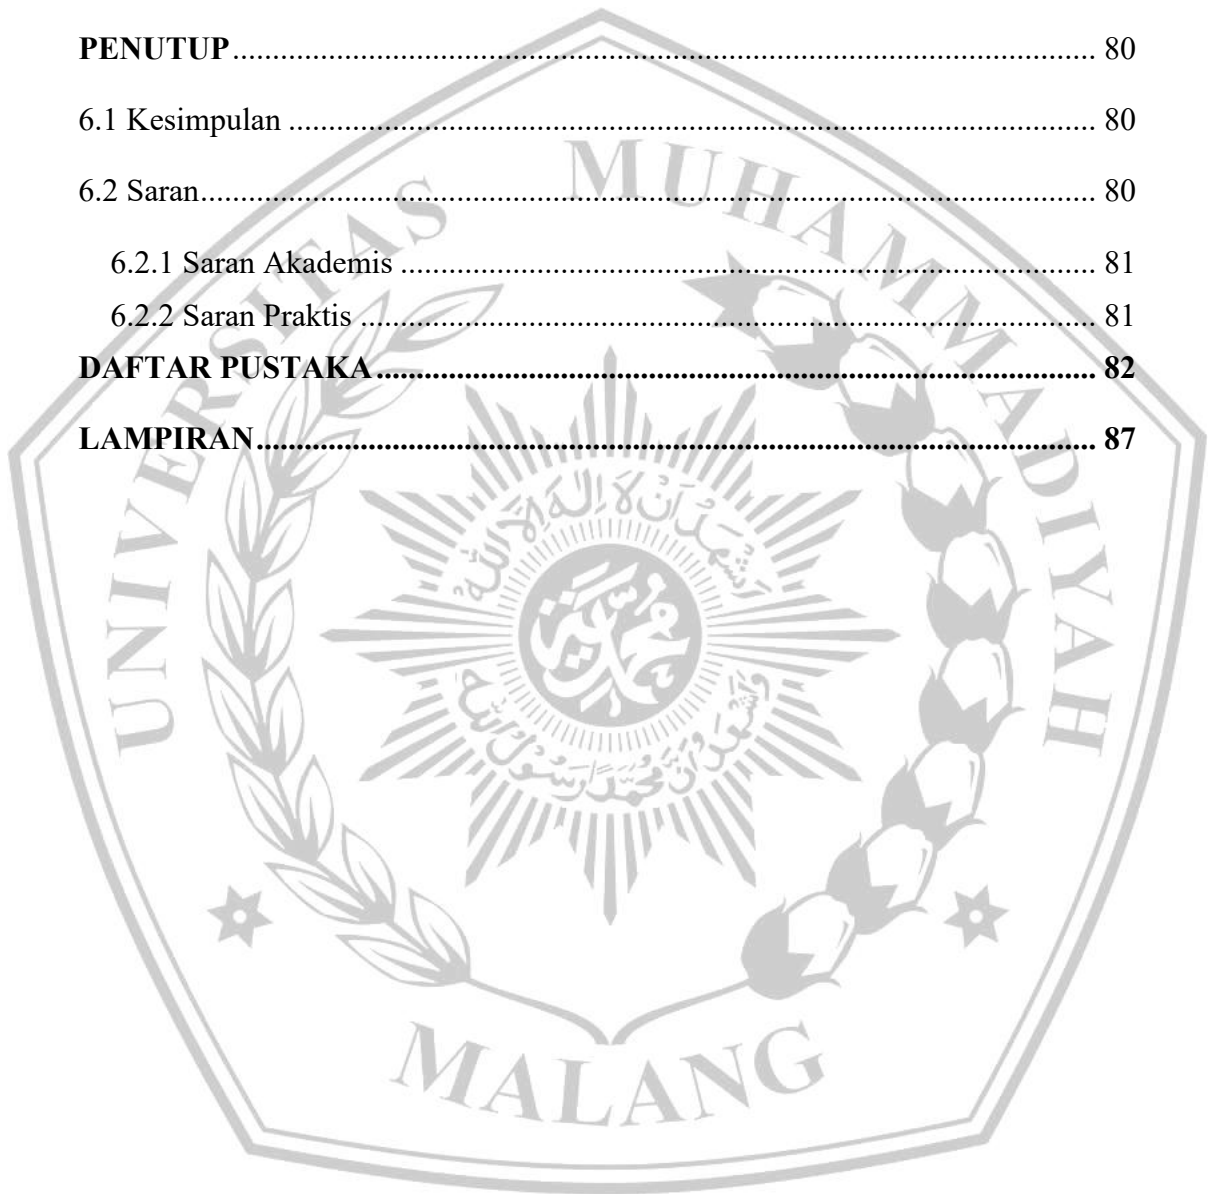 PENUTUP........................................................................................................... 80
6.1 Kesimpulan .................................................................................................... 80
6.2 Saran............................................................................................................... 80
6.2.1 Saran Akademis ...................................................................................... 81
6.2.2 Saran Praktis ........................................................................................... 81
DAFTAR PUSTAKA......................................................................................... 82
LAMPIRAN........................................................................................................ 87
UNIVERSITAS MUHAMMADIYAH
MALANG